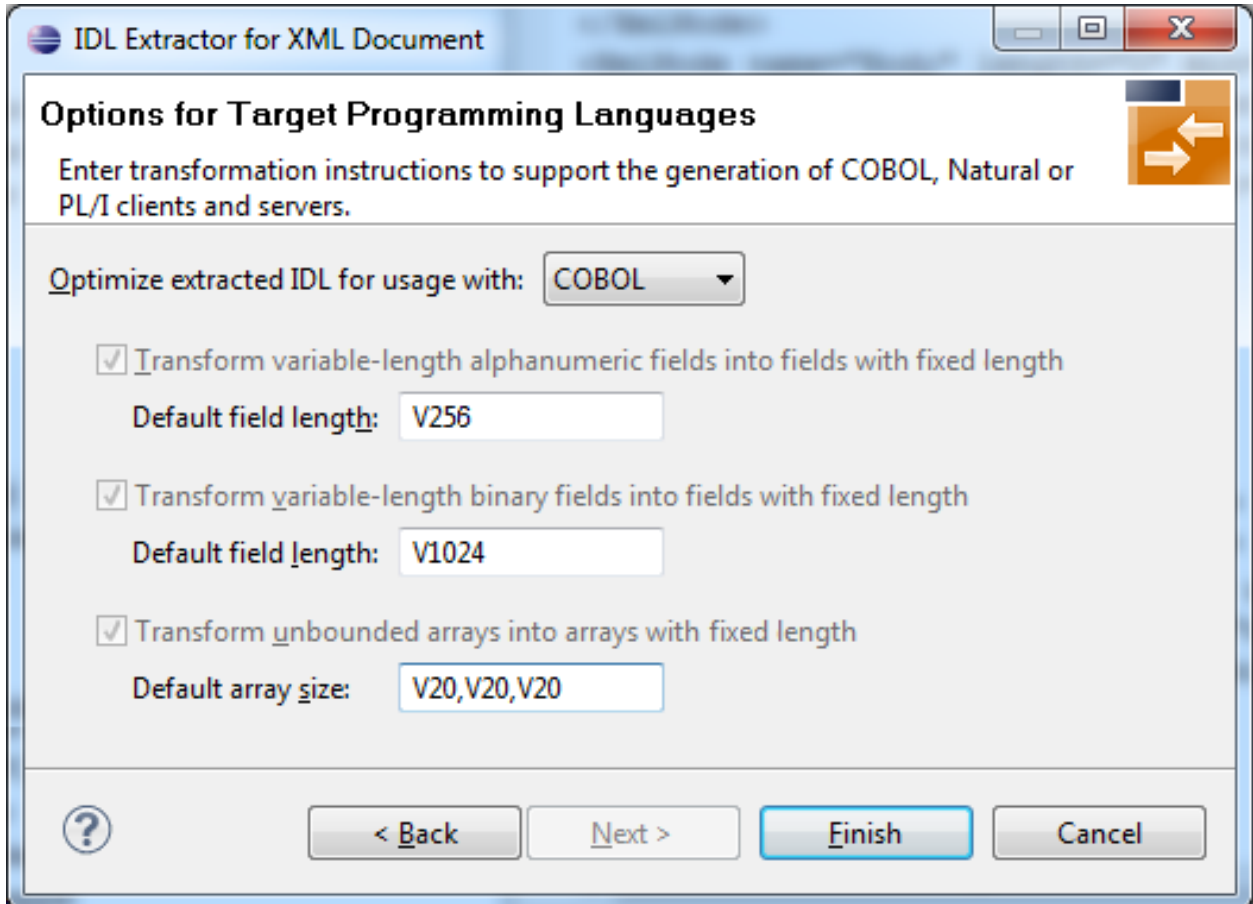 IDL Extractor for XML Document
Options for Target Programming Languages
Enter transformation instructions to support the generation of COBOL, Natural or
PL/I clients and servers.
Optimize extracted IDL for usage with: COBOL
Transform variable-length alphanumeric fields into fields with fixed length
Default field length: V256
Transform variable-length binary fields into fields with fixed length
Default field length: V1024
Transform unbounded arrays into arrays with fixed length
Default array size: V20,V20,V20
? < Back Next > Finish Cancel